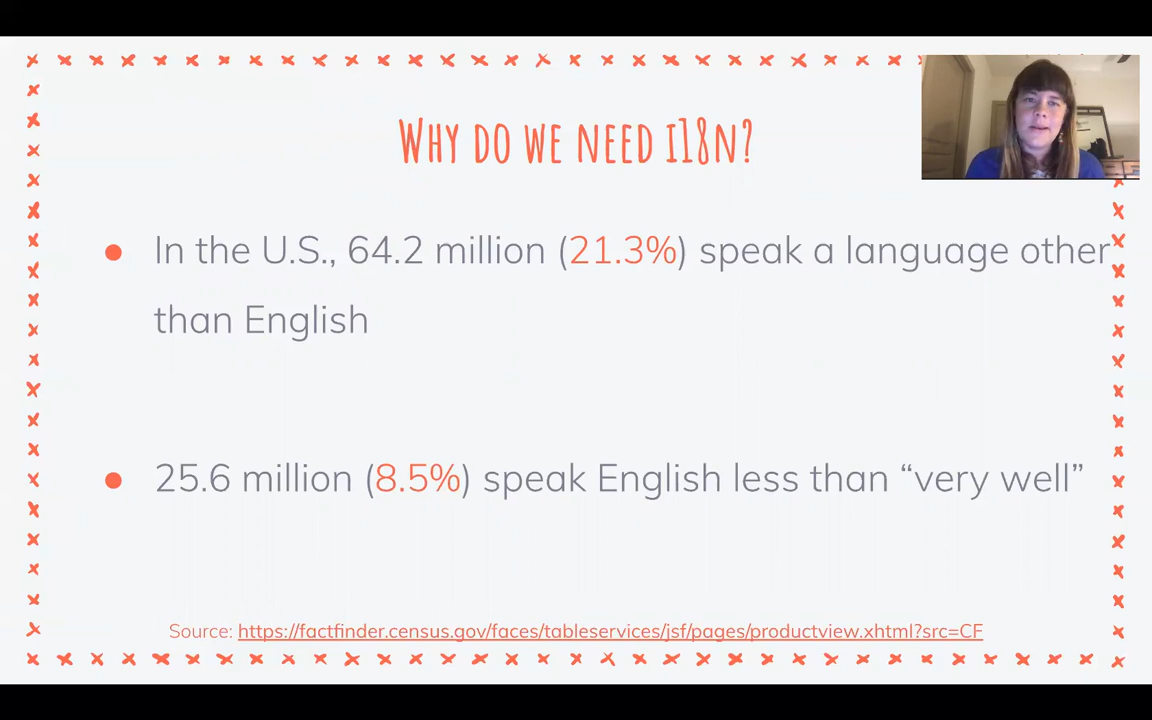 Why do we need i18n?
● In the U.S., 64.2 million (21.3%) speak a language other
than English
● 25.6 million (8.5%) speak English less than “very well”
Source: https://factfinder.census.gov/faces/tableservices/jsf/pages/productview.xhtml?src=CF